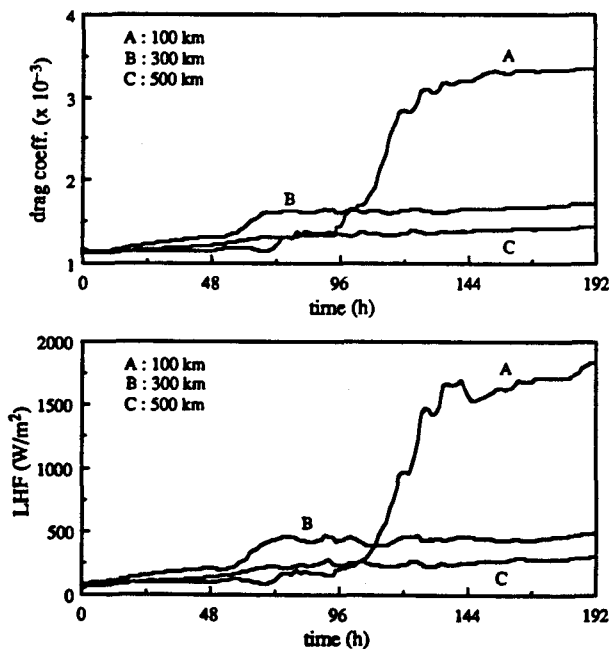 4
3
2
1
drag coeff. (x 10⁻³)
A : 100 km
B : 300 km
C : 500 km
A
B
C
0 48 96 144 192
time (h)
2000
1500
1000
500
0
LHF (W/m²)
A : 100 km
B : 300 km
C : 500 km
A
B
C
0 48 96 144 192
time (h)